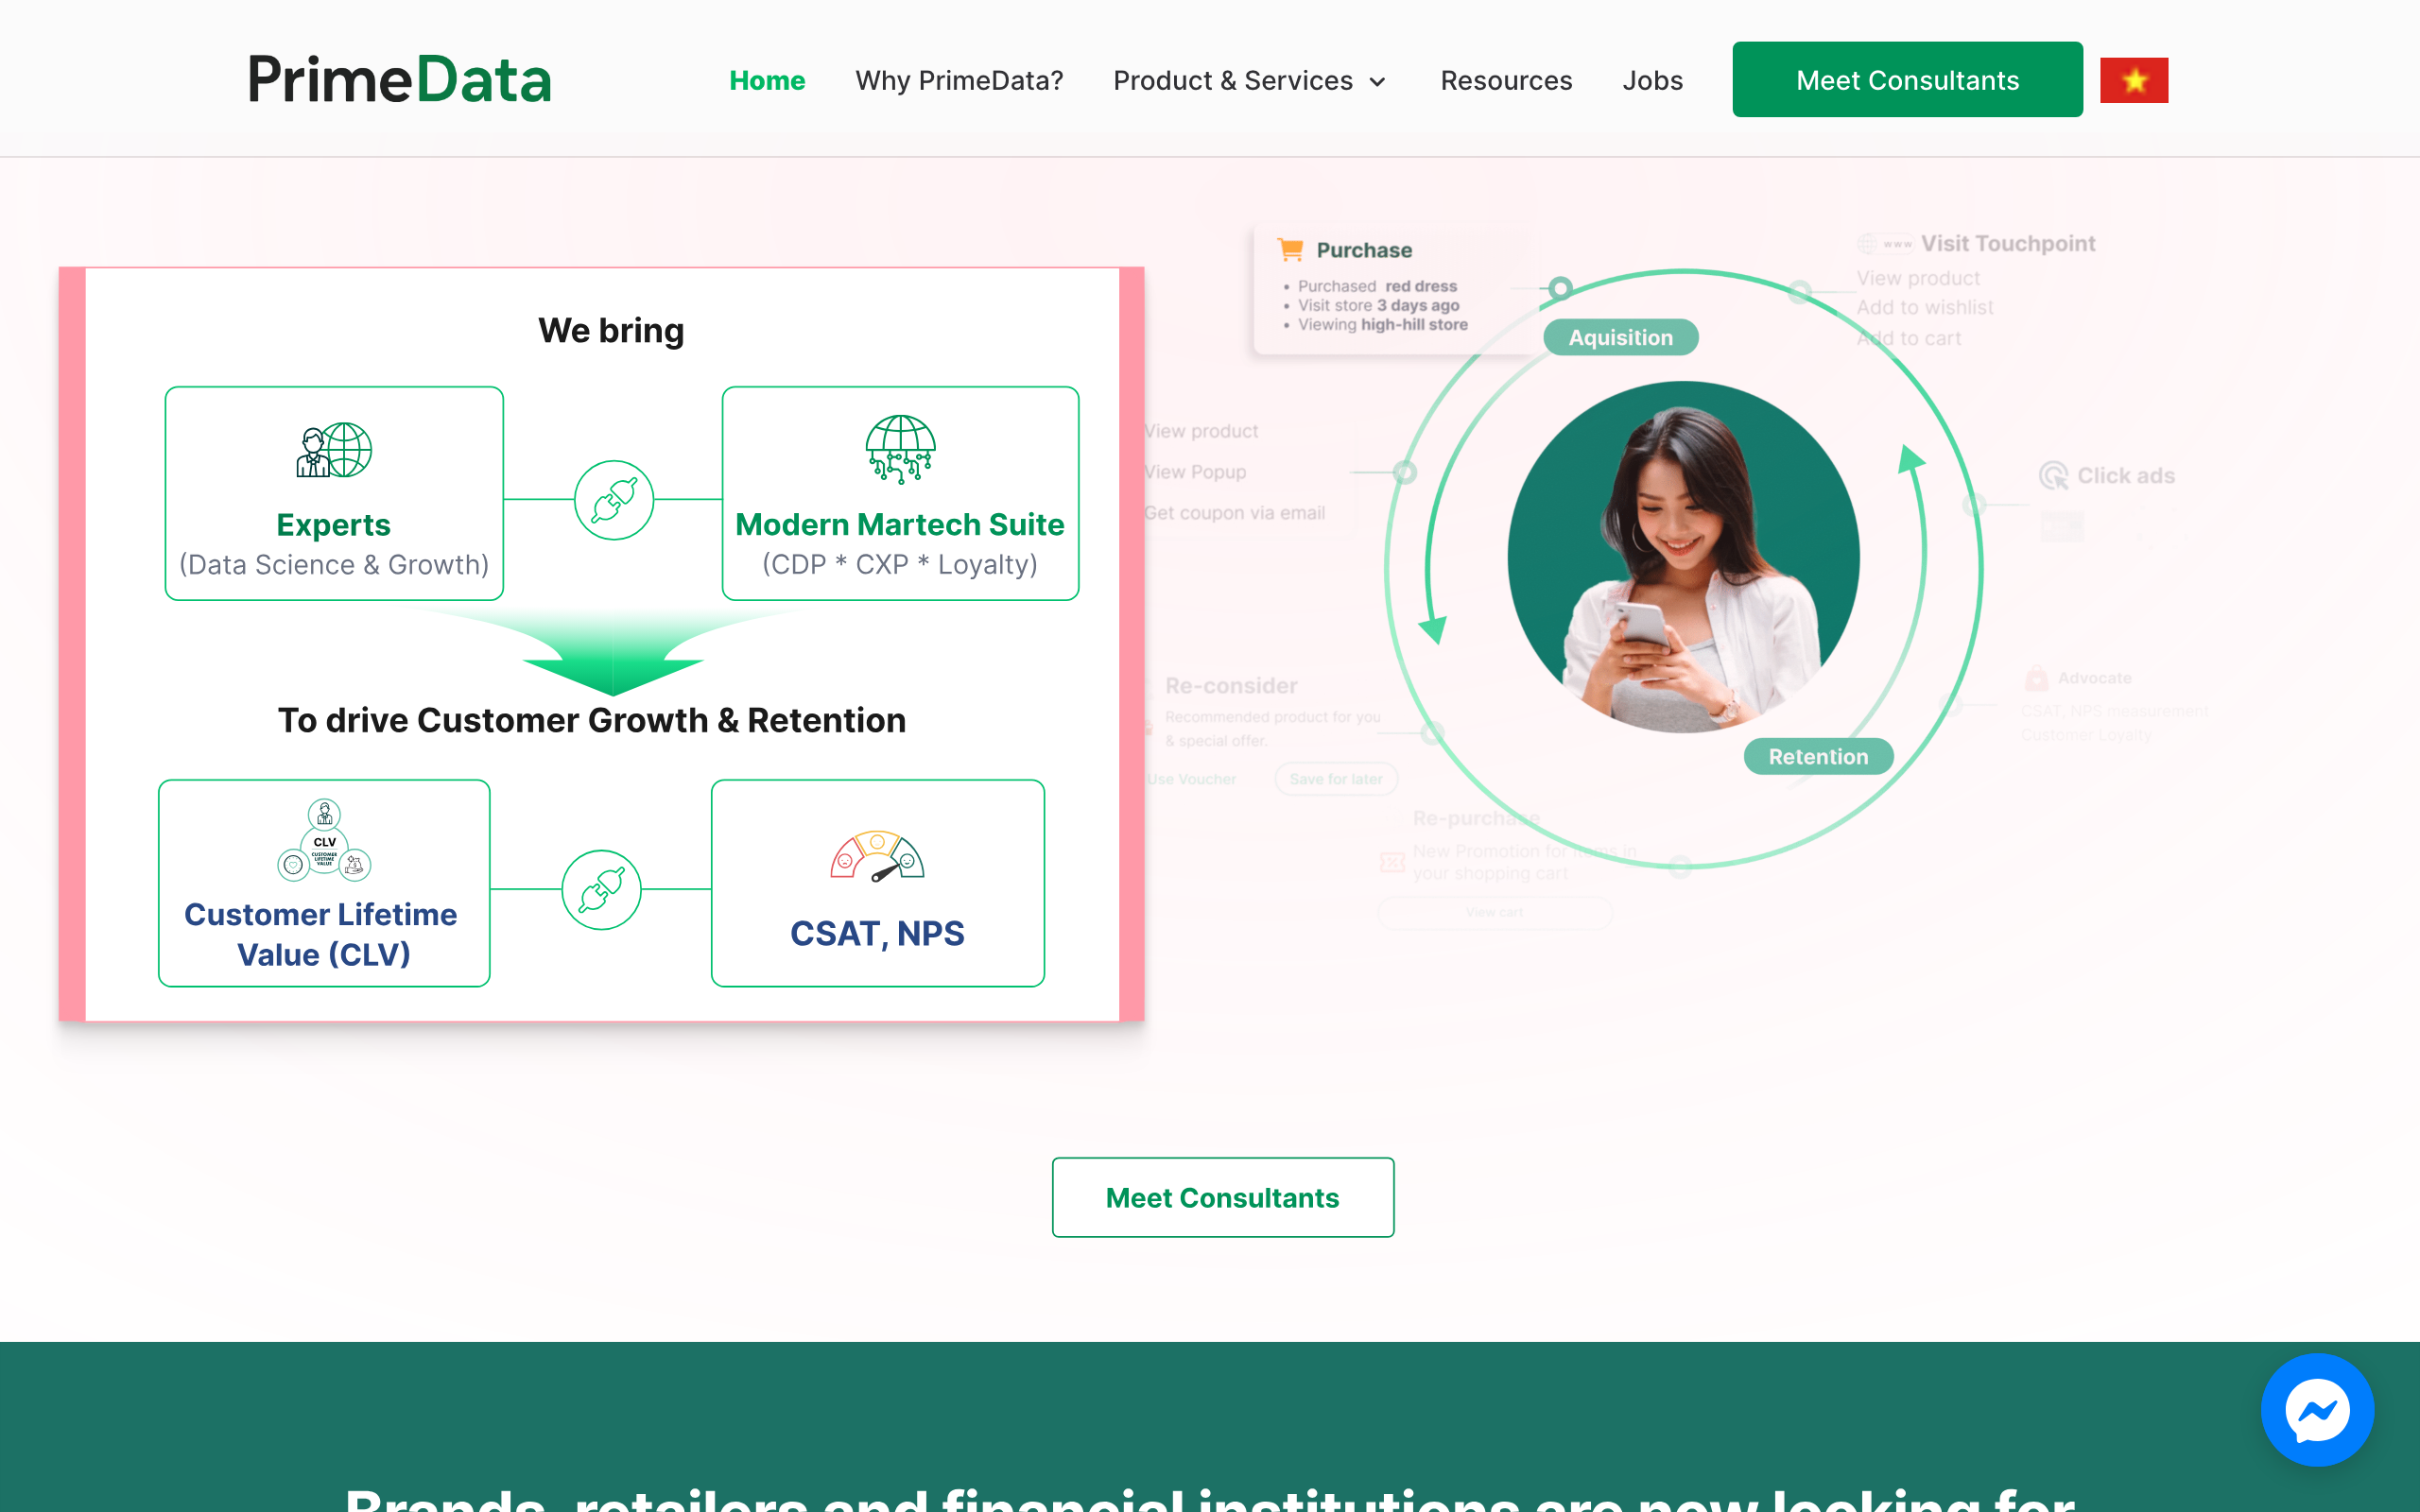 PrimeData
Home
Why PrimeData?
Product & Services
Resources
Jobs
Meet Consultants
We bring
Experts
(Data Science & Growth)
Modern Martech Suite
(CDP * CXP * Loyalty)
To drive Customer Growth & Retention
CLV
CUSTOMER
LIFETIME
VALUE
Customer Lifetime
Value (CLV)
CSAT, NPS
Purchase
Purchased red dress
Visit store 3 days ago
Viewing high-hill store
Aquisition
www Visit Touchpoint
View product
Add to wishlist
Add to cart
View product
View Popup
Get coupon via email
Click ads
Re-consider
Recommended product for you
& special offer.
Use Voucher
Save for later
Advocate
CSAT, NPS measurement
Customer Loyalty
Retention
Re-purchase
New Promotion for items in
your shopping cart
View cart
Meet Consultants
Brands, retailers and financial institutions are now looking for